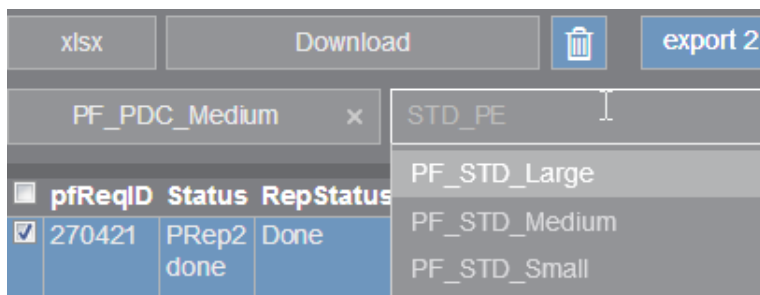 xlsx Download export 2
PF_PDC_Medium × STD_PE
PF_STD_Large
pfReqID Status RepStatus
PF_STD_Medium
270421 PRep2 Done
done
PF_STD_Small